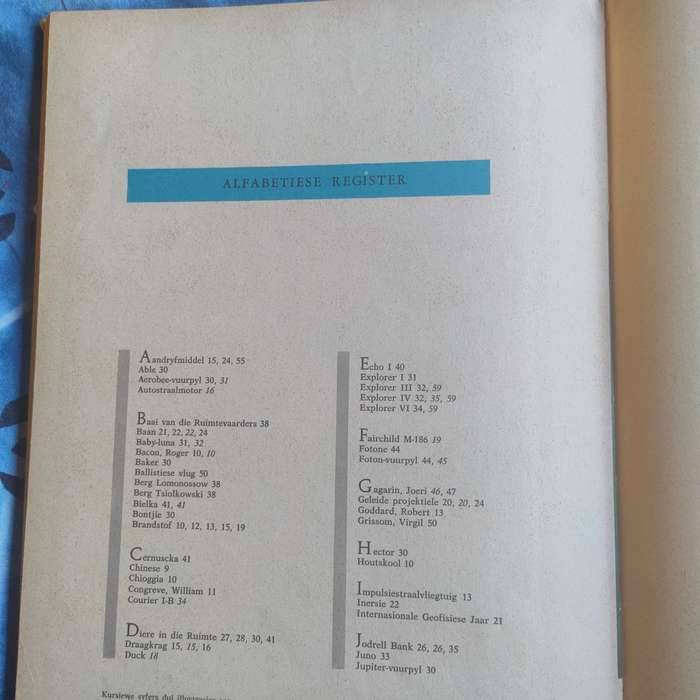 ALFABETIESE REGISTER
Aandryfmiddel 15, 24, 55
Able 30
Aerobee-vuurpyl 30, 31
Autostraalmotor 16
Baai van die Ruimtevaarders 38
Baan 21, 22, 22, 24
Baby-luna 31, 32
Bacon, Roger 10, 10
Baker 30
Ballistiese vlug 50
Berg Lomonossow 38
Berg Tsiolkowski 38
Bielka 41, 41
Bontjie 30
Brandstof 10, 12, 13, 15, 19
Cernuscka 41
Chinese 9
Chioggia 10
Congreve, William 11
Courier I-B 34
Diere in die Ruimte 27, 28, 30, 41
Draagkrag 15, 15, 16
Duck 18
Echo I 40
Explorer I 31
Explorer III 32, 59
Explorer IV 32, 35, 59
Explorer VI 34, 59
Fairchild M-186 39
Fotone 44
Foton-vuurpyl 44, 45
Gagarin, Joeri 46, 47
Geleide projektiele 20, 20, 24
Goddard, Robert 13
Grissom, Virgil 50
Hector 30
Houtskool 10
Impulsiestraalvliegtuig 13
Inersie 22
Internasionale Geofisiese Jaar 21
Jodrell Bank 26, 26, 35
Juno 33
Jupiter-vuurpyl 30
Kursiewe syfers dui illustrasies